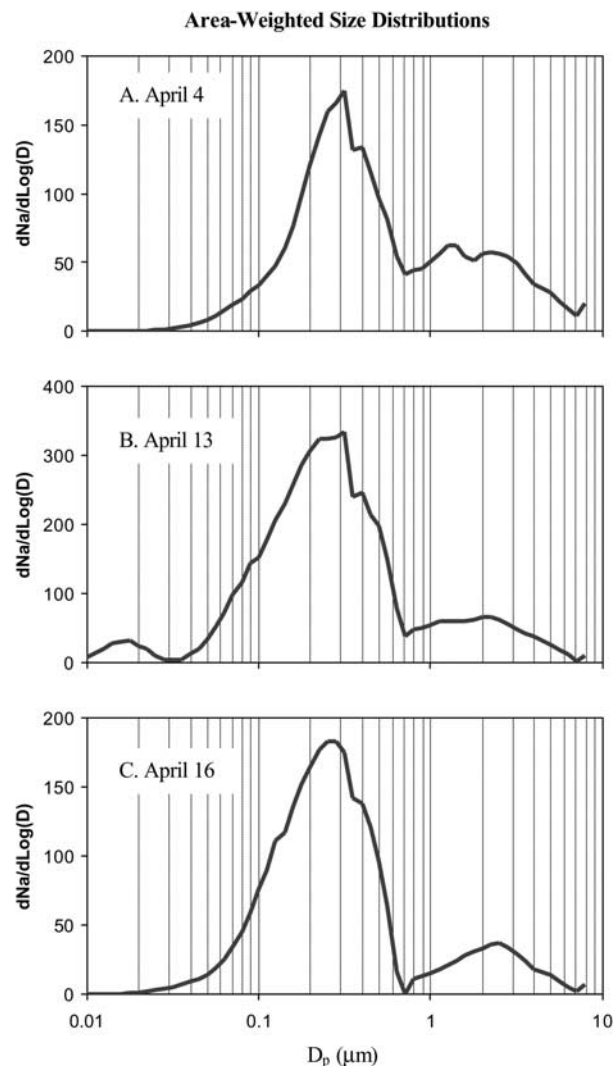 Area-Weighted Size Distributions
200
150
100
50
0
dNa/dLog(D)
A. April 4
400
300
200
100
0
dNa/dLog(D)
B. April 13
200
150
100
50
0
dNa/dLog(D)
C. April 16
0.01 0.1 1 10
Dp (μm)